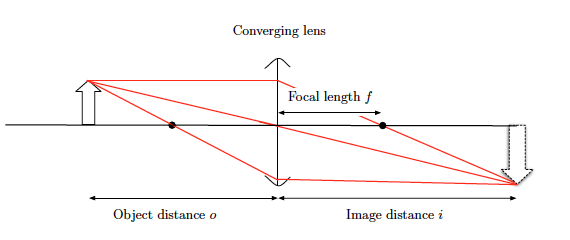 Converging lens
Focal length f
Object distance o
Image distance i